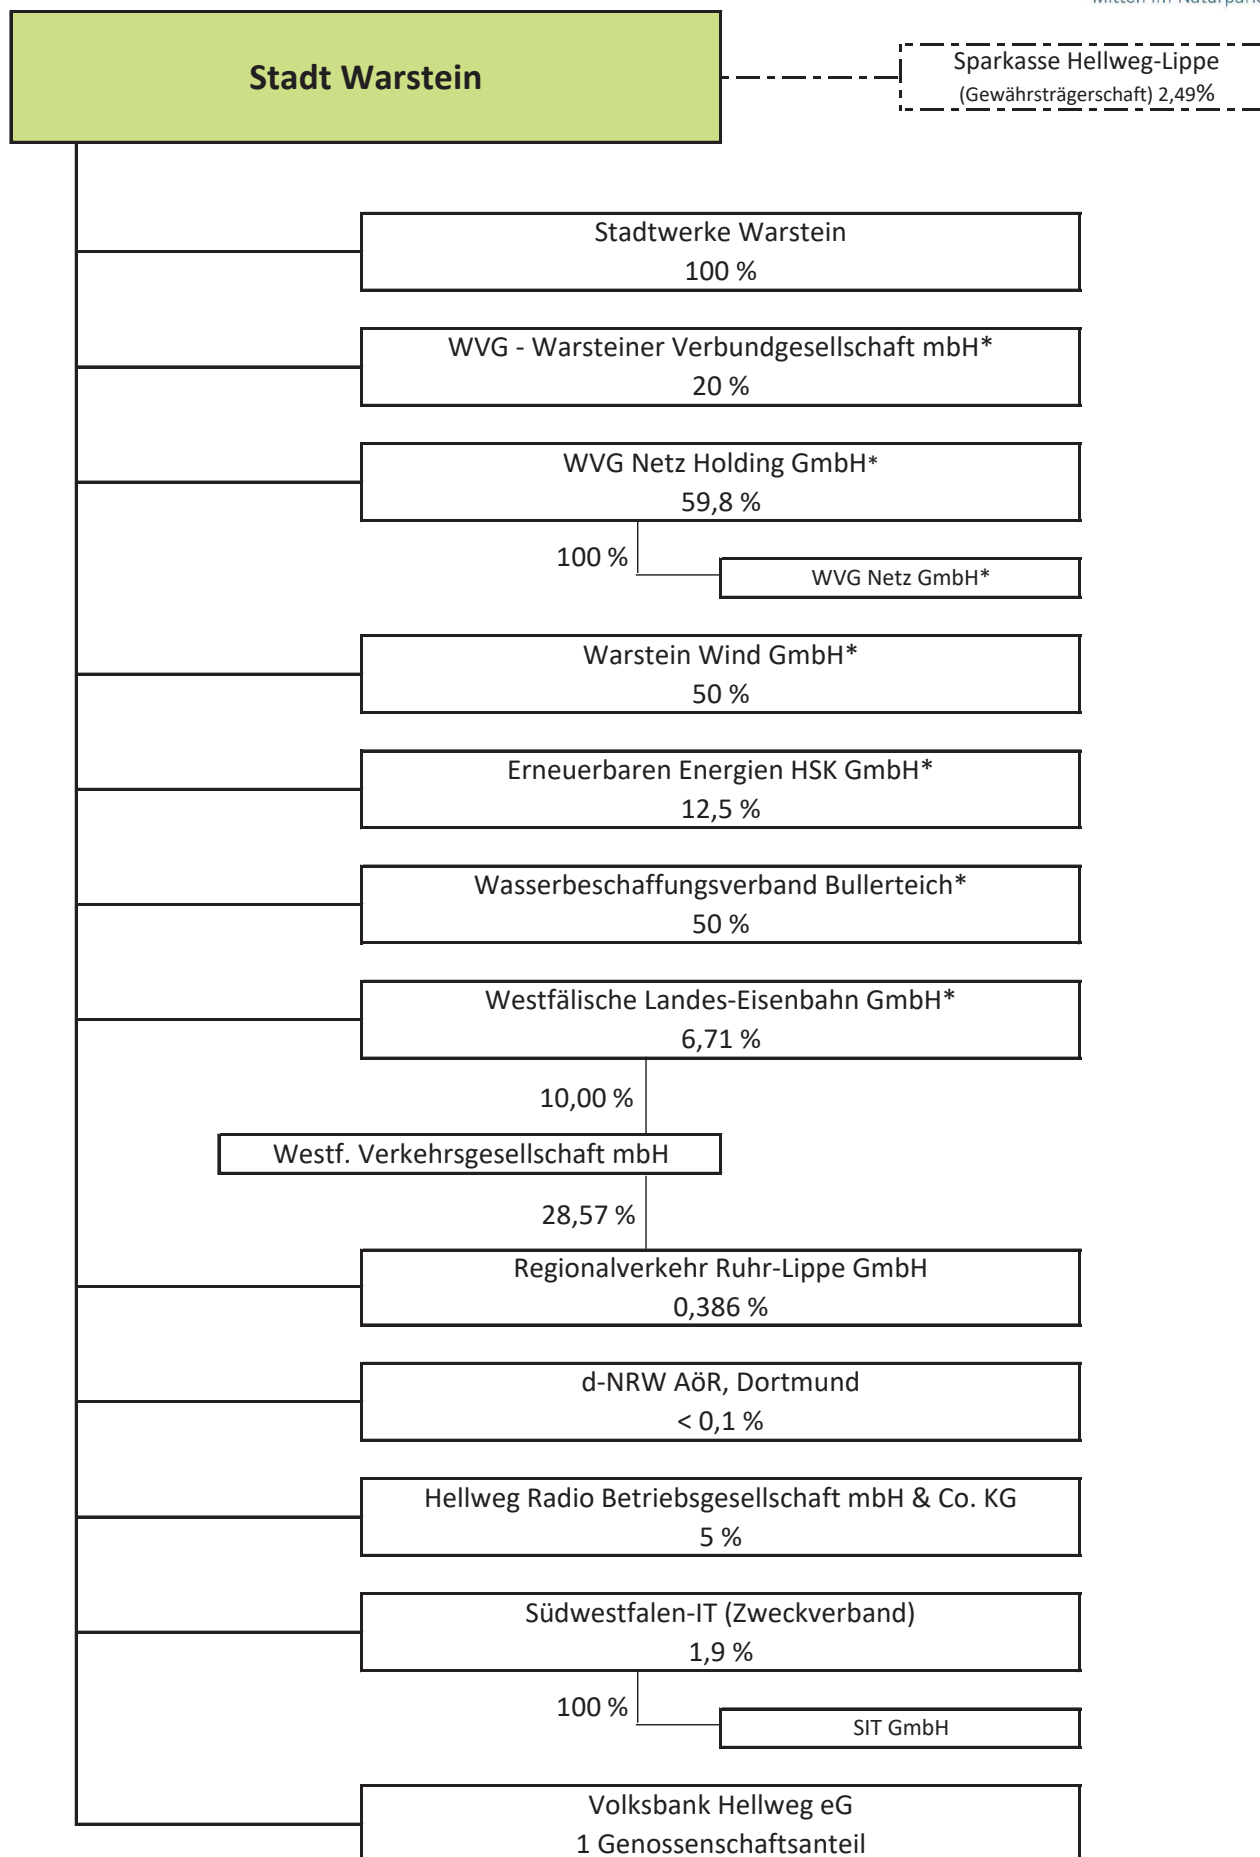 Stadt Warstein
Sparkasse Hellweg-Lippe
(Gewährsträgerschaft) 2,49%
Stadtwerke Warstein
100 %
WVG - Warsteiner Verbundgesellschaft mbH*
20 %
WVG Netz Holding GmbH*
59,8 %
100 %
WVG Netz GmbH*
Warstein Wind GmbH*
50 %
Erneuerbaren Energien HSK GmbH*
12,5 %
Wasserbeschaffungsverband Bullerteich*
50 %
Westfälische Landes-Eisenbahn GmbH*
6,71 %
10,00 %
Westf. Verkehrsgesellschaft mbH
28,57 %
Regionalverkehr Ruhr-Lippe GmbH
0,386 %
d-NRW AöR, Dortmund
< 0,1 %
Hellweg Radio Betriebsgesellschaft mbH & Co. KG
5 %
Südwestfalen-IT (Zweckverband)
1,9 %
100 %
SIT GmbH
Volksbank Hellweg eG
1 Genossenschaftsanteil